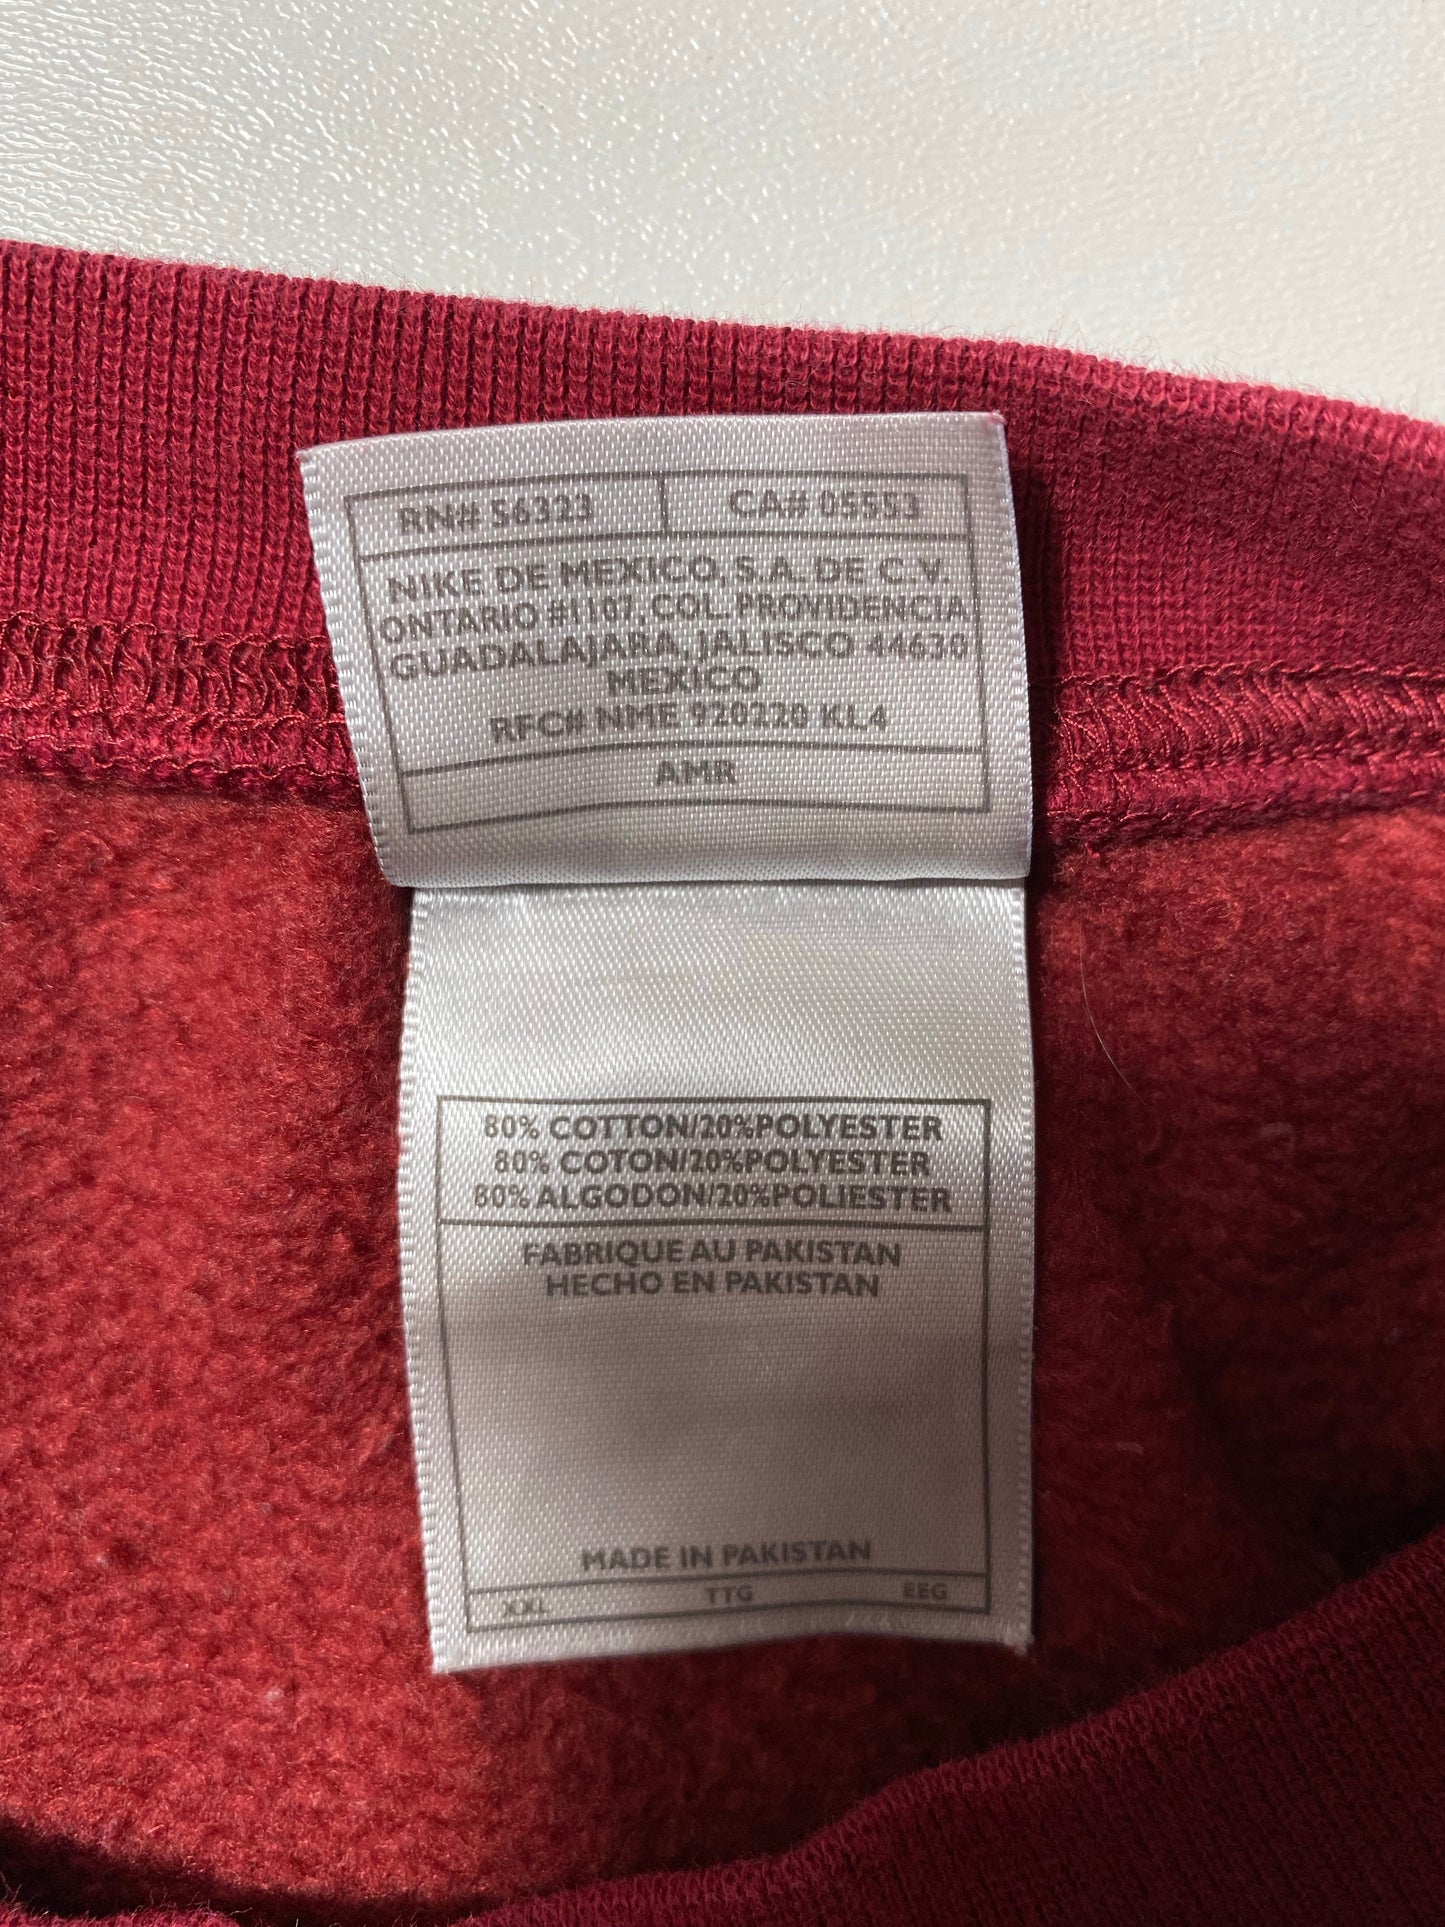 RN# 56323 CA# 05553
NIKE DE MEXICO, S.A. DE C.V.
ONTARIO #1107, COL. PROVIDENCIA
GUADALAJARA, JALISCO 44630
MEXICO
RFC# NME 920220 KL4
AMR
80% COTTON/20%POLYESTER
80% COTON/20%POLYESTER
80% ALGODON/20%POLIESTER
FABRIQUE AU PAKISTAN
HECHO EN PAKISTAN
MADE IN PAKISTAN
XXL TTG EEG